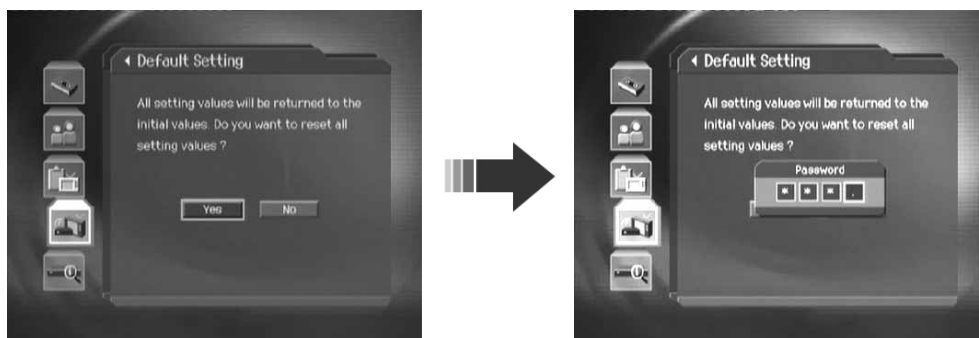 Default Setting
All setting values will be returned to the
initial values. Do you want to reset all
setting values ?
Yes No
Default Setting
All setting values will be returned to the
initial values. Do you want to reset all
setting values ?
Password
* * * .